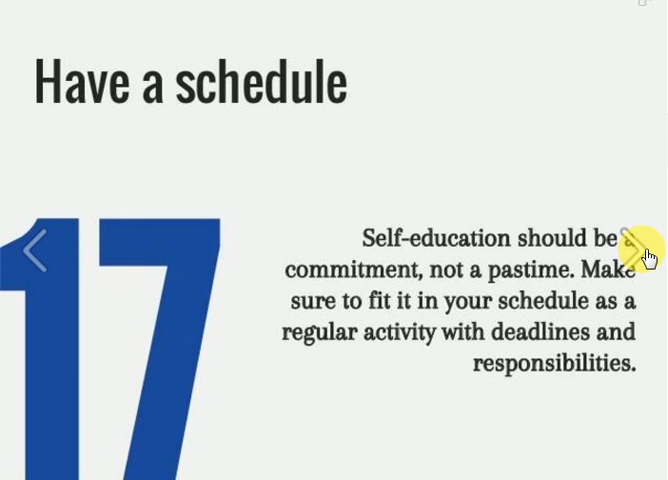 Have a schedule
17
Self-education should be a
commitment, not a pastime. Make
sure to fit it in your schedule as a
regular activity with deadlines and
responsibilities.